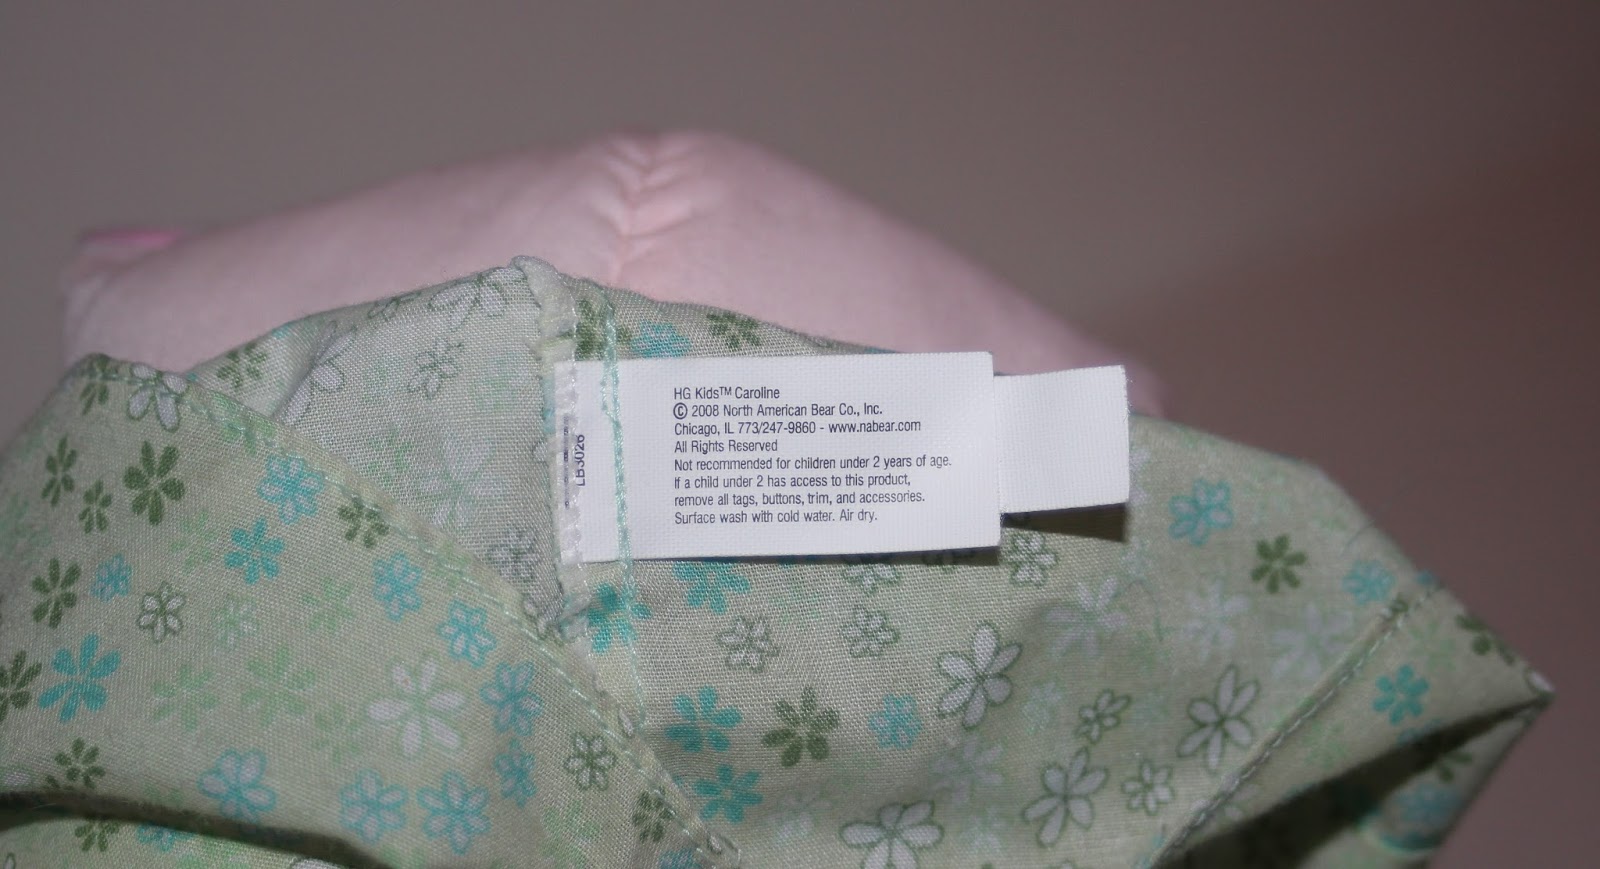 HG Kids™ Caroline
© 2008 North American Bear Co., Inc.
Chicago, IL 773/247-9860 - www.nabear.com
All Rights Reserved
Not recommended for children under 2 years of age.
If a child under 2 has access to this product,
remove all tags, buttons, trim, and accessories.
Surface wash with cold water. Air dry.
LB3026